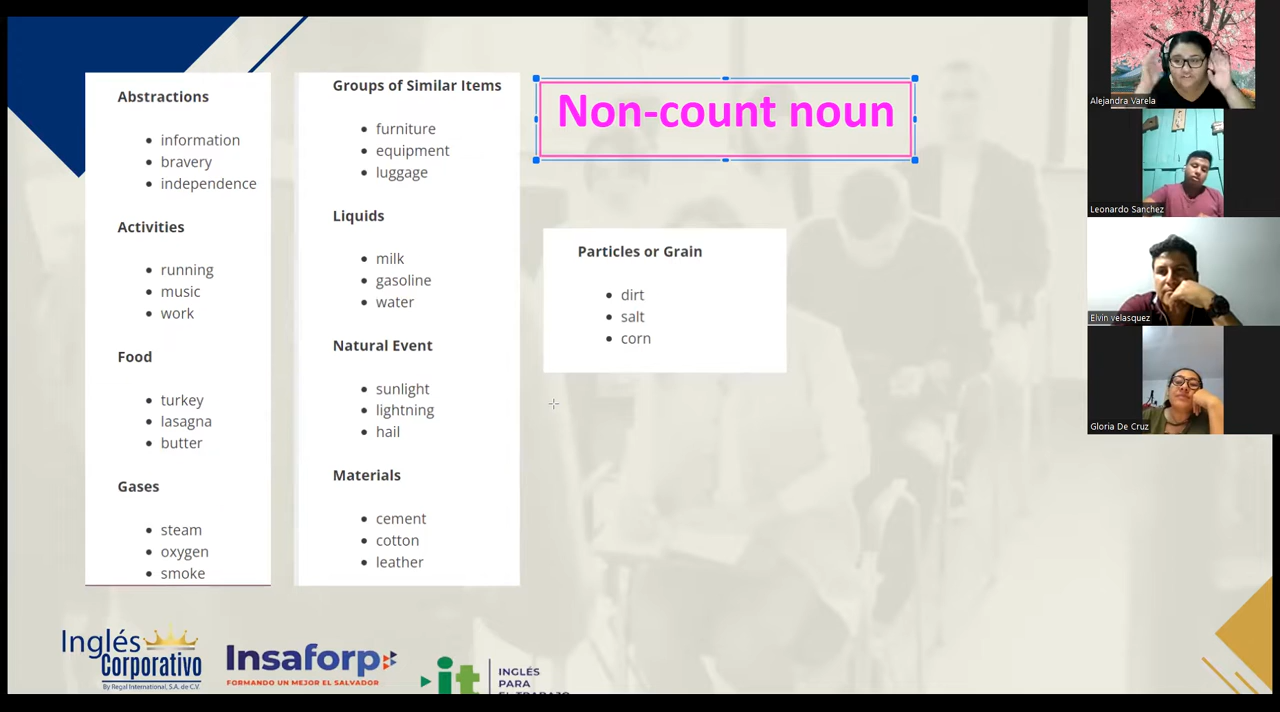 Abstractions
information
bravery
independence
Activities
running
music
work
Food
turkey
lasagna
butter
Gases
steam
oxygen
smoke
Groups of Similar Items
furniture
equipment
luggage
Liquids
milk
gasoline
water
Natural Event
sunlight
lightning
hail
Materials
cement
cotton
leather
Non-count noun
Particles or Grain
dirt
salt
corn
Alejandra Varela
Leonardo Sanchez
Elvin velasquez
Gloria De Cruz
Inglés
Corporativo
By Regal International, S.A. de C.V.
Insaforp
FORMANDO UN MEJOR EL SALVADOR
it
INGLÉS
PARA
EL TRABAJO